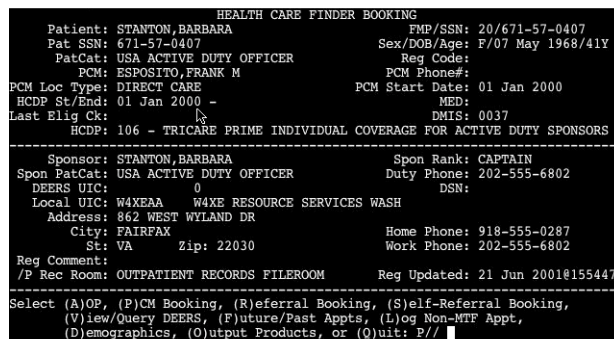 HEALTH CARE FINDER BOOKING
Patient: STANTON,BARBARA FMP/SSN: 20/671-57-0407
Pat SSN: 671-57-0407 Sex/DOB/Age: F/07 May 1968/41Y
PatCat: USA ACTIVE DUTY OFFICER Reg Code:
PCM: ESPOSITO,FRANK M PCM Phone#:
PCM Loc Type: DIRECT CARE PCM Start Date: 01 Jan 2000
HCDP St/End: 01 Jan 2000 - MED:
Last Elig Ck: DMIS: 0037
HCDP: 106 - TRICARE PRIME INDIVIDUAL COVERAGE FOR ACTIVE DUTY SPONSORS
Sponsor: STANTON,BARBARA Spon Rank: CAPTAIN
Spon PatCat: USA ACTIVE DUTY OFFICER Duty Phone: 202-555-6802
DEERS UIC: 0 DSN:
Local UIC: W4XEAA W4XE RESOURCE SERVICES WASH
Address: 862 WEST WYLAND DR
City: FAIRFAX Home Phone: 918-555-0287
St: VA Zip: 22030 Work Phone: 202-555-6802
Reg Comment:
/P Rec Room: OUTPATIENT RECORDS FILEROOM Reg Updated: 21 Jun 2001@155447
Select (A)OP, (P)CM Booking, (R)eferral Booking, (S)elf-Referral Booking,
(V)iew/Query DEERS, (F)uture/Past Appts, (L)og Non-MTF Appt,
(D)emographics, (O)utput Products, or (Q)uit: P//